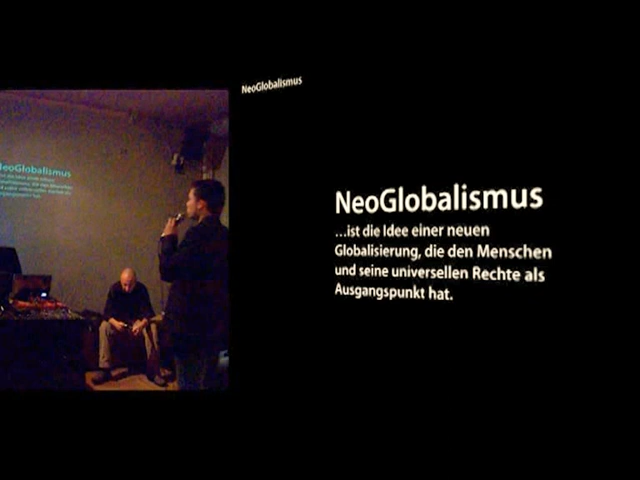 NeoGlobalismus
NeoGlobalismus
NeoGlobalismus
...ist die Idee einer neuen
Globalisierung, die den Menschen
und seine universellen Rechte als
Ausgangspunkt hat.